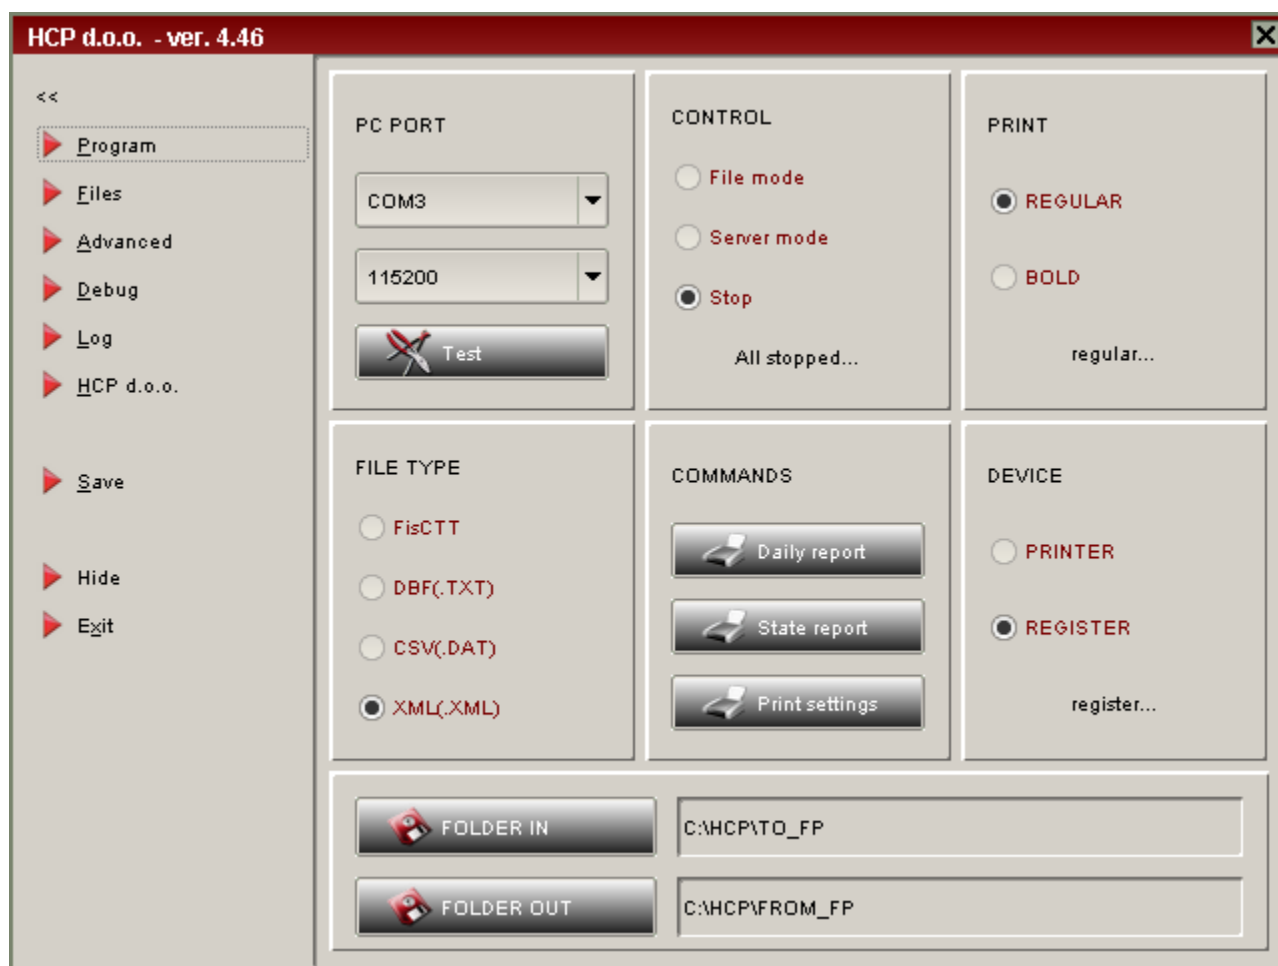 HCP d.o.o. - ver. 4.46
<<
Program
Files
Advanced
Debug
Log
HCP d.o.o.
Save
Hide
Exit
PC PORT
COM3
115200
Test
CONTROL
File mode
Server mode
Stop
All stopped...
PRINT
REGULAR
BOLD
regular...
FILE TYPE
FisCTT
DBF(.TXT)
CSV(.DAT)
XML(.XML)
COMMANDS
Daily report
State report
Print settings
DEVICE
PRINTER
REGISTER
register...
FOLDER IN
C:\HCP\TO_FP
FOLDER OUT
C:\HCP\FROM_FP